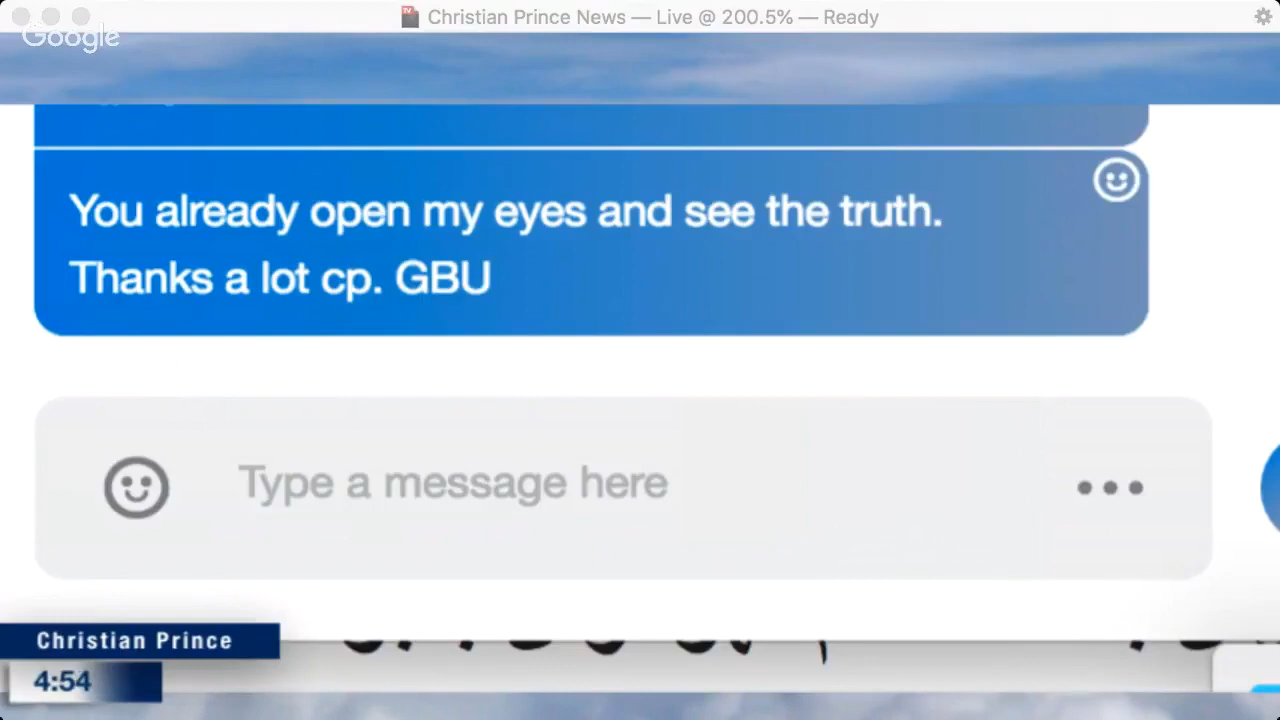 Christian Prince News — Live @ 200.5% — Ready
Google
You already open my eyes and see the truth.
Thanks a lot cp. GBU
Type a message here
Christian Prince
4:54